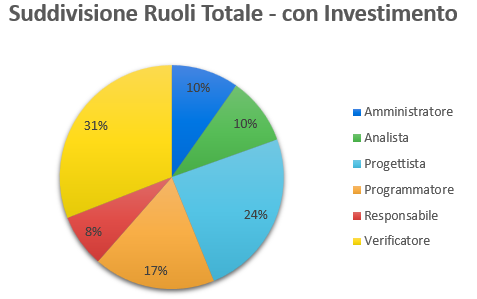 Suddivisione Ruoli Totale - con Investimento
10%
10%
24%
17%
8%
31%
Amministratore
Analista
Progettista
Programmatore
Responsabile
Verificatore